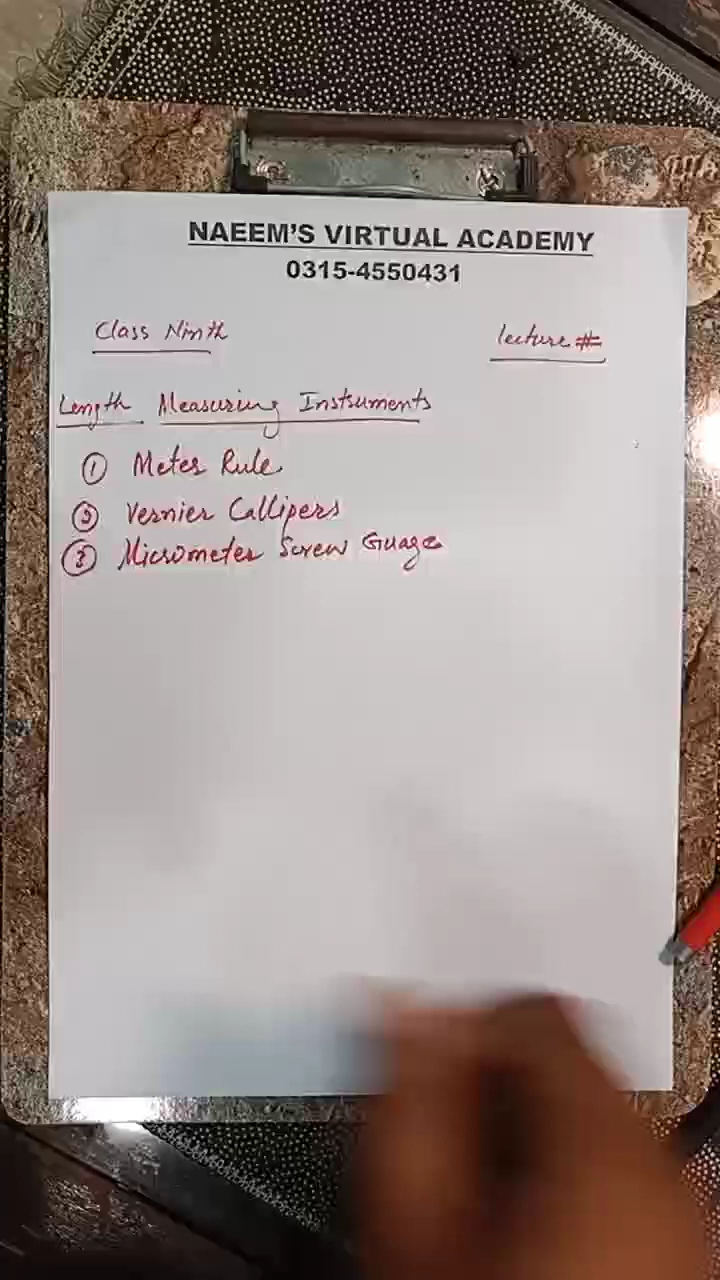 NAEEM'S VIRTUAL ACADEMY
0315-4550431
Class Ninth
lecture #
Length Measuring Instruments
① Meter Rule
② Vernier Callipers
③ Micrometer Screw Guage